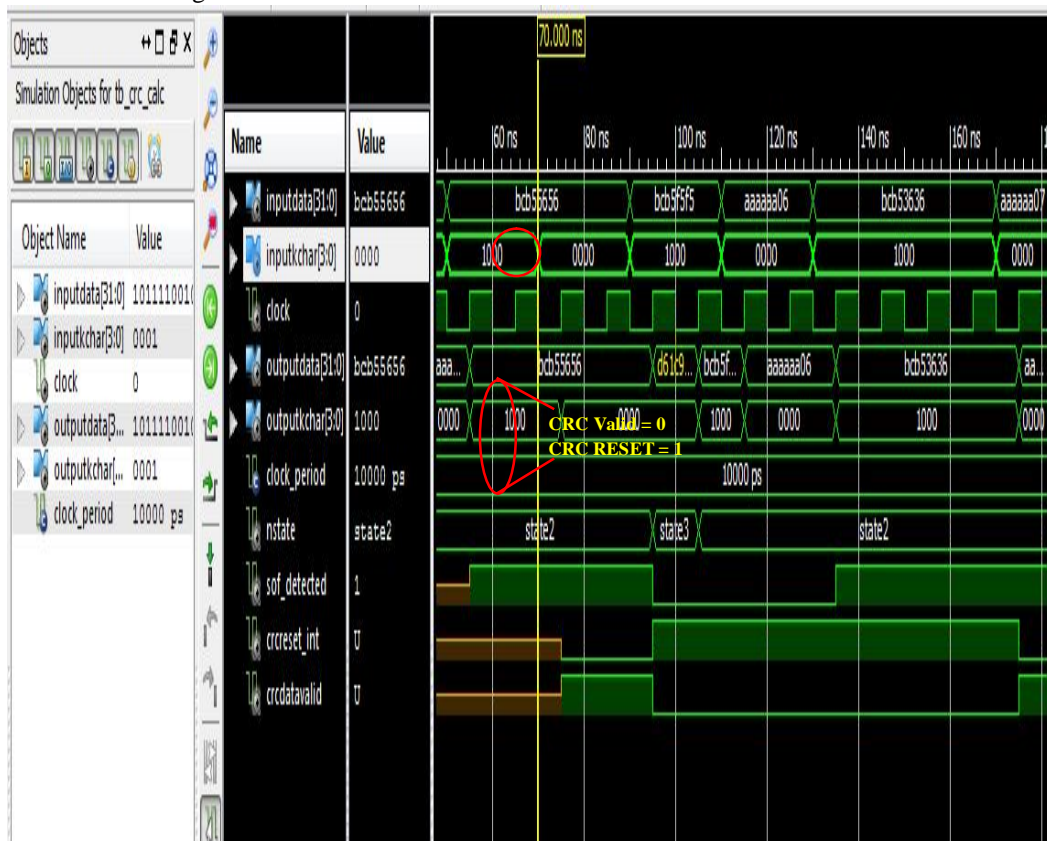 Objects
Simulation Objects for tb_crc_calc
Object Name Value
inputdata[31:0] 101111001
inputkchar[3:0] 0001
clock 0
outputdata[3... 101111001
outputkchar[... 0001
clock_period 10000 ps
Name Value
inputdata[31:0] bcb55656
inputkchar[3:0] 0000
clock 0
outputdata[31:0] bcb55656
outputkchar[3:0] 1000
clock_period 10000 ps
nstate state2
sof_detected 1
crcreset_int U
crcdatavalid U
70.000 ns
60 ns 80 ns 100 ns 120 ns 140 ns 160 ns
bcb55656 bcb5f5f5 aaaaaa06 bcb53636 aaaaaa07
1000 0000 1000 0000 1000 0000
aaa... bcb55656 d61c9... bcb5f... aaaaaa06 bcb53636 aa...
0000 1000 0000 1000 0000 1000 0000
CRC Valid = 0
CRC RESET = 1
10000 ps
state2 state3 state2